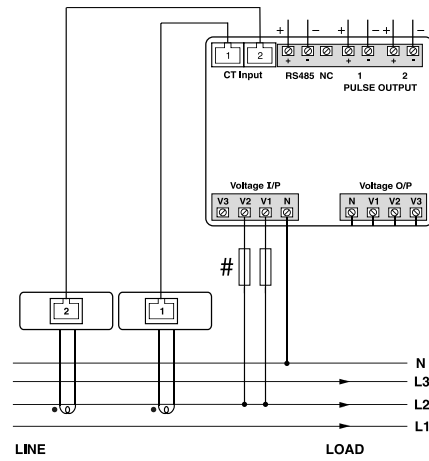 + – + – + –
1 2
+ - + - + -
CT Input RS485 NC 1 2
PULSE OUTPUT
Voltage I/P Voltage O/P
V3 V2 V1 N N V1 V2 V3
#
2 1
N
L3
L2
L1
LINE LOAD